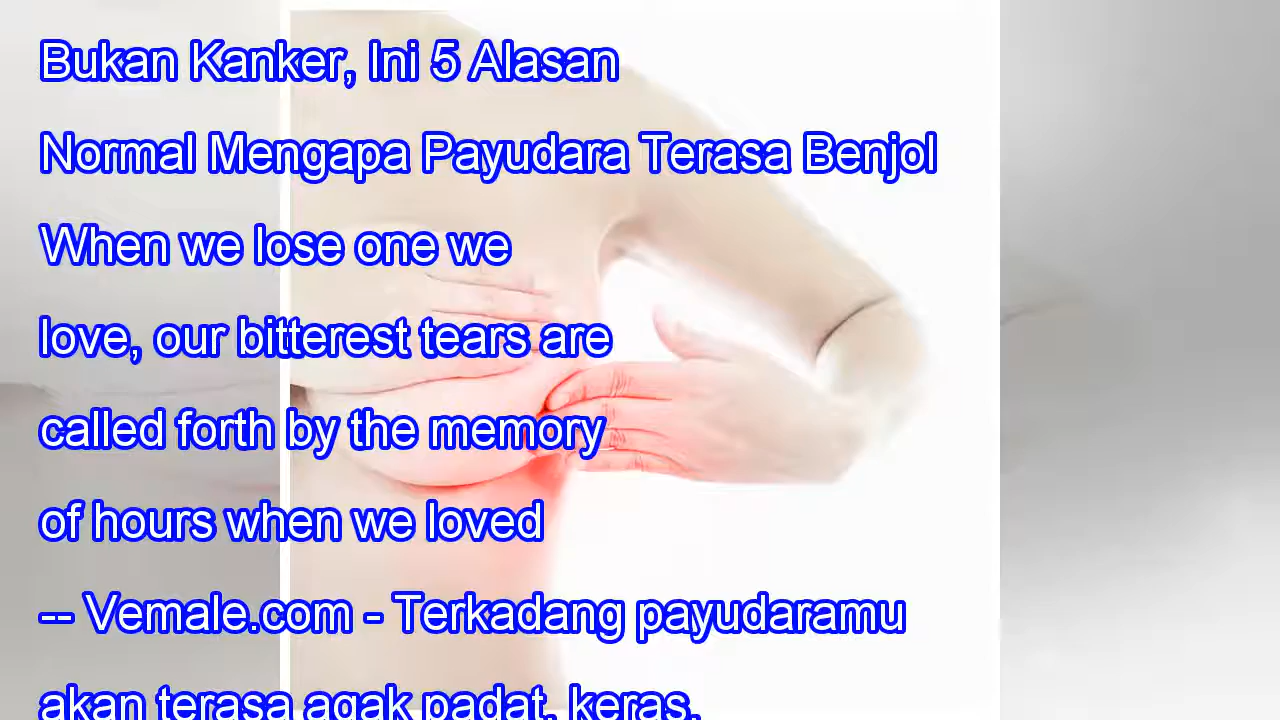 Bukan Kanker, Ini 5 Alasan
Normal Mengapa Payudara Terasa Benjol
When we lose one we
love, our bitterest tears are
called forth by the memory
of hours when we loved
-- Vemale.com - Terkadang payudaramu
akan terasa agak padat, keras,